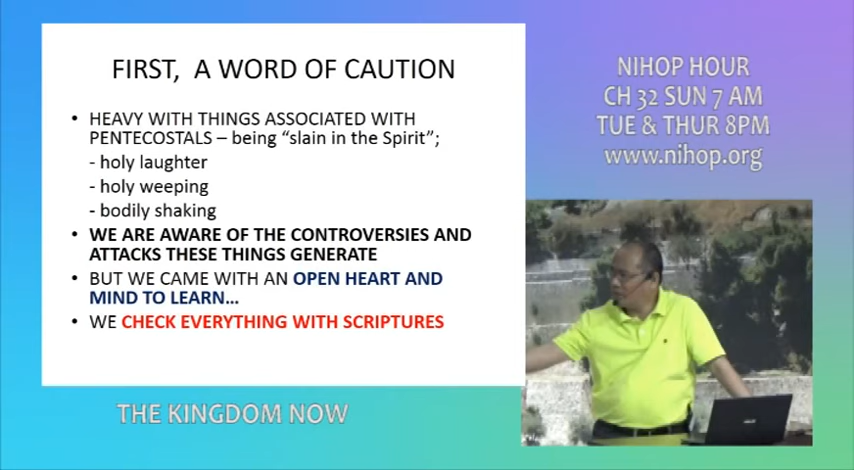 FIRST, A WORD OF CAUTION
• HEAVY WITH THINGS ASSOCIATED WITH
PENTECOSTALS – being “slain in the Spirit”;
- holy laughter
- holy weeping
- bodily shaking
• WE ARE AWARE OF THE CONTROVERSIES AND
ATTACKS THESE THINGS GENERATE
• BUT WE CAME WITH AN OPEN HEART AND
MIND TO LEARN…
• WE CHECK EVERYTHING WITH SCRIPTURES
NIHOP HOUR
CH 32 SUN 7 AM
TUE & THUR 8PM
www.nihop.org
THE KINGDOM NOW